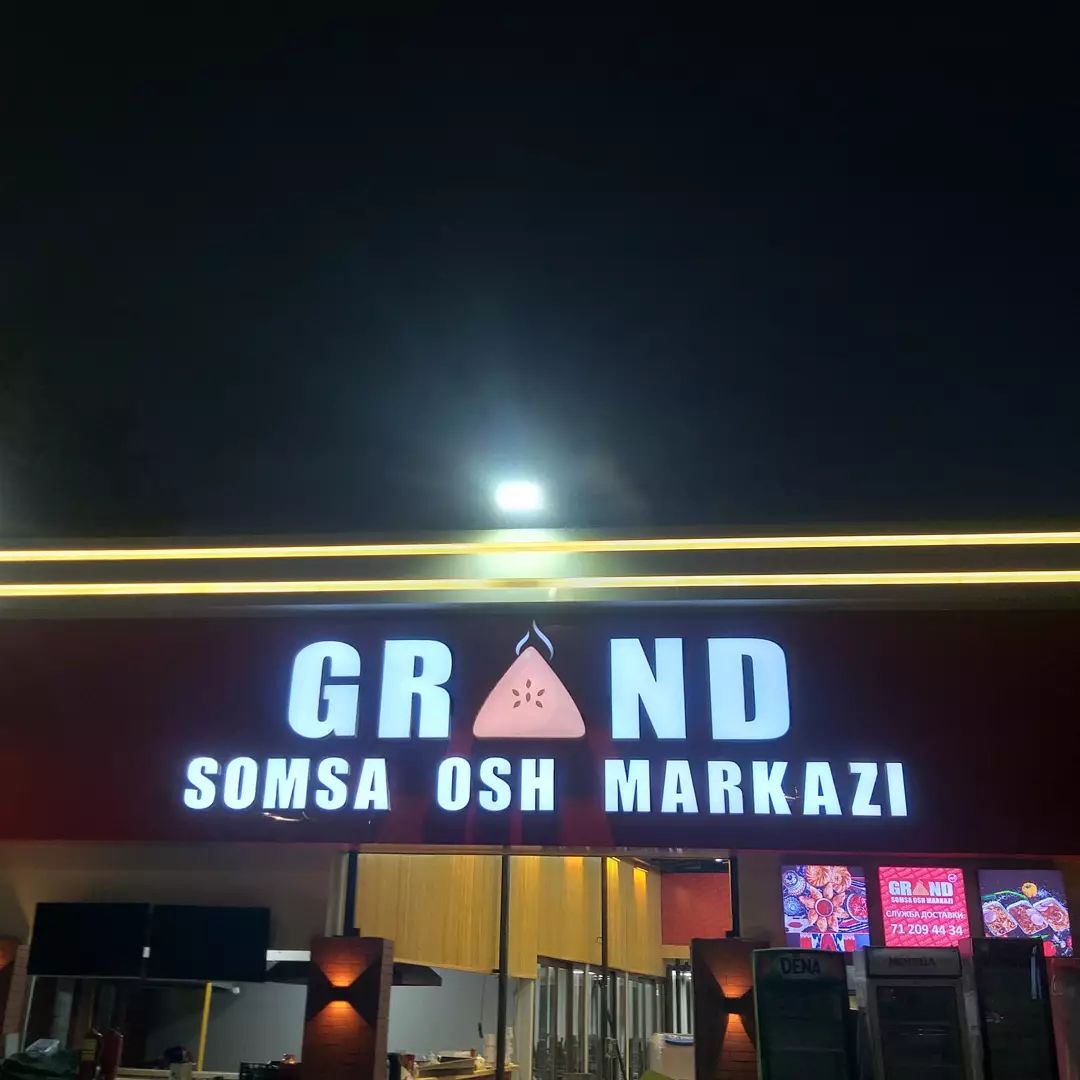 GRAND
SOMSA OSH MARKAZI
GRAND
SOMSA OSH MARKAZI
СЛУЖБА ДОСТАВКИ:
71 209 44 34
DENA